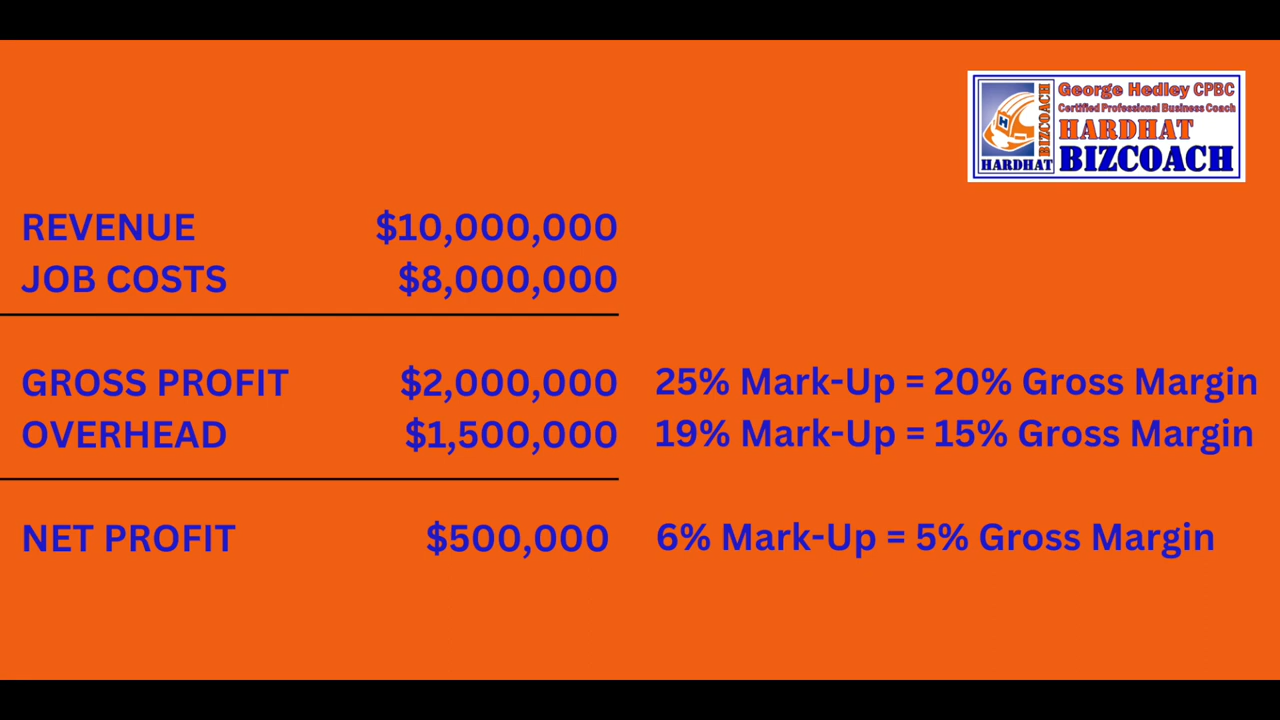 George Hedley CPBC
Certified Professional Business Coach
HARDHAT
BIZCOACH
BIZCOACH
HARDHAT
H
REVENUE $10,000,000
JOB COSTS $8,000,000
GROSS PROFIT $2,000,000 25% Mark-Up = 20% Gross Margin
OVERHEAD $1,500,000 19% Mark-Up = 15% Gross Margin
NET PROFIT $500,000 6% Mark-Up = 5% Gross Margin